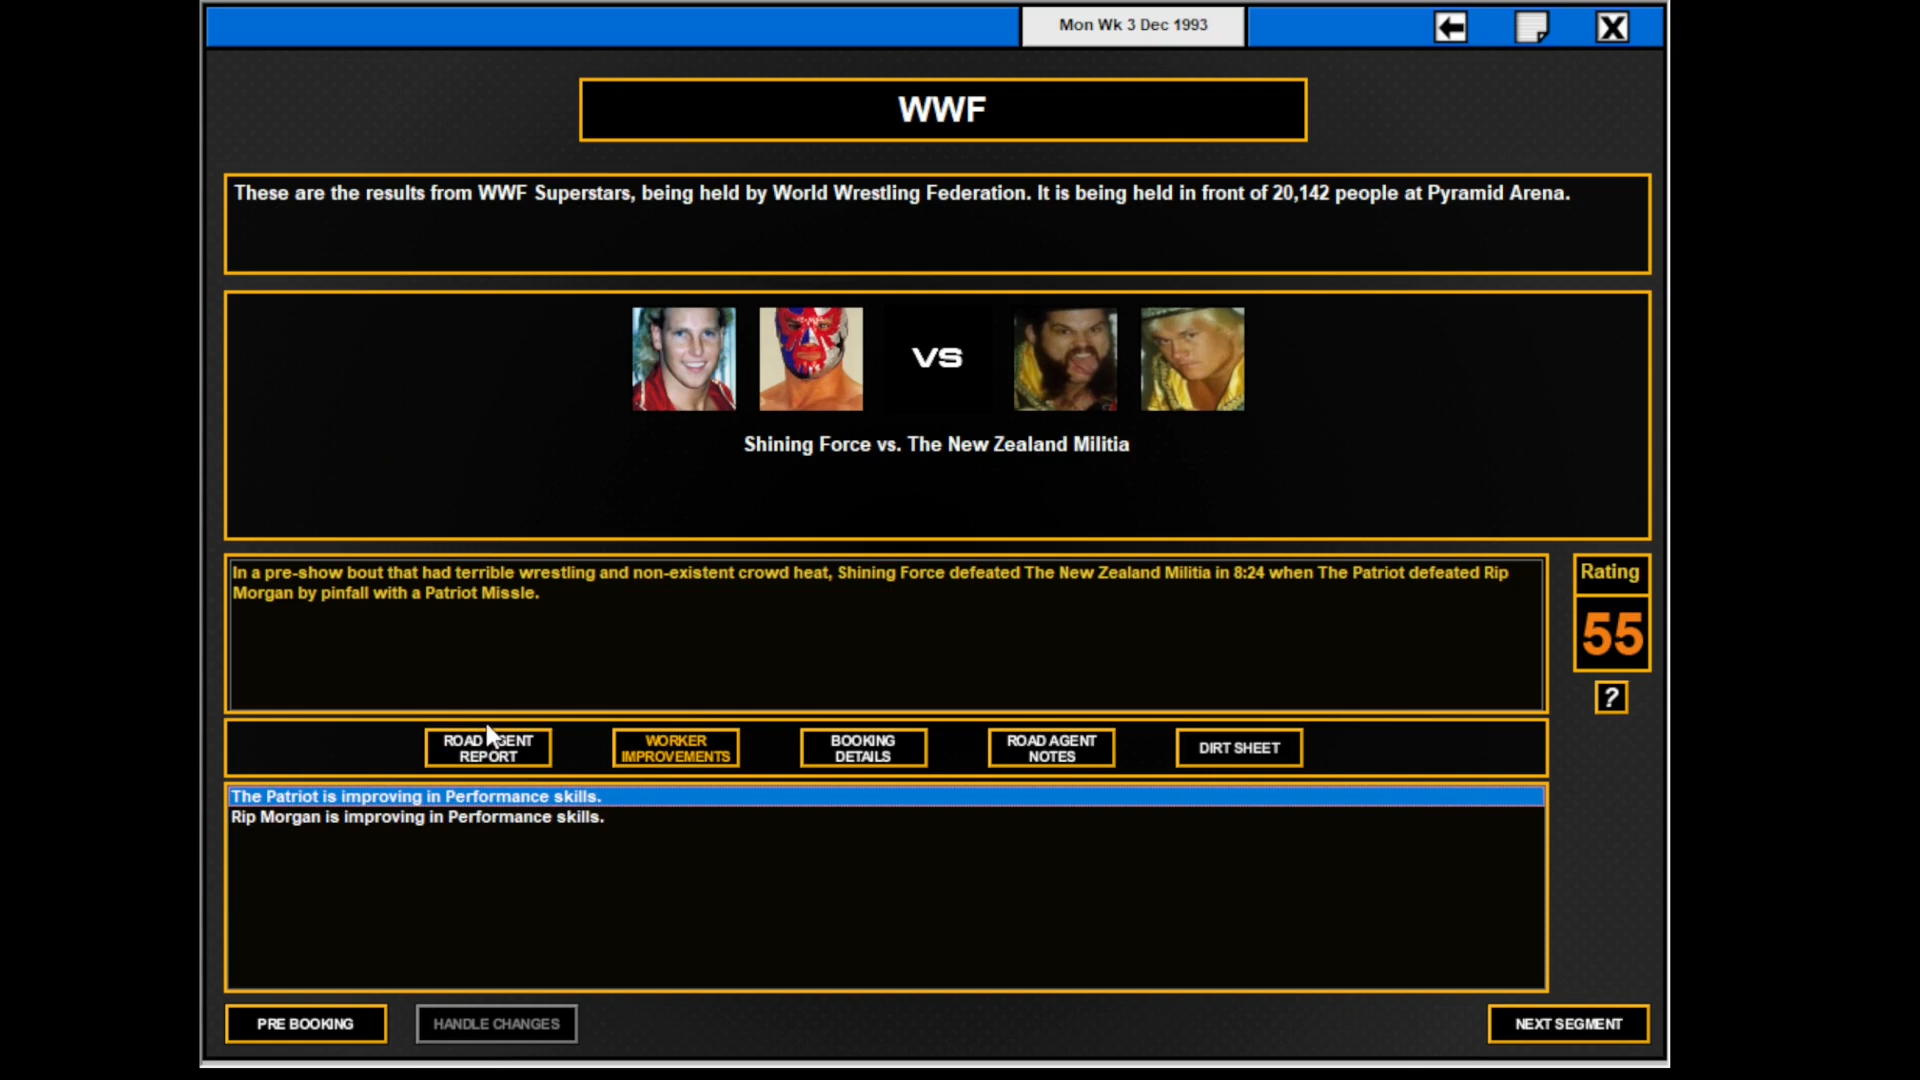 Mon Wk 3 Dec 1993
WWF
These are the results from WWF Superstars, being held by World Wrestling Federation. It is being held in front of 20,142 people at Pyramid Arena.
VS
Shining Force vs. The New Zealand Militia
In a pre-show bout that had terrible wrestling and non-existent crowd heat, Shining Force defeated The New Zealand Militia in 8:24 when The Patriot defeated Rip
Morgan by pinfall with a Patriot Missle.
Rating
55
?
ROAD AGENT
REPORT
WORKER
IMPROVEMENTS
BOOKING
DETAILS
ROAD AGENT
NOTES
DIRT SHEET
The Patriot is improving in Performance skills.
Rip Morgan is improving in Performance skills.
PRE BOOKING
HANDLE CHANGES
NEXT SEGMENT